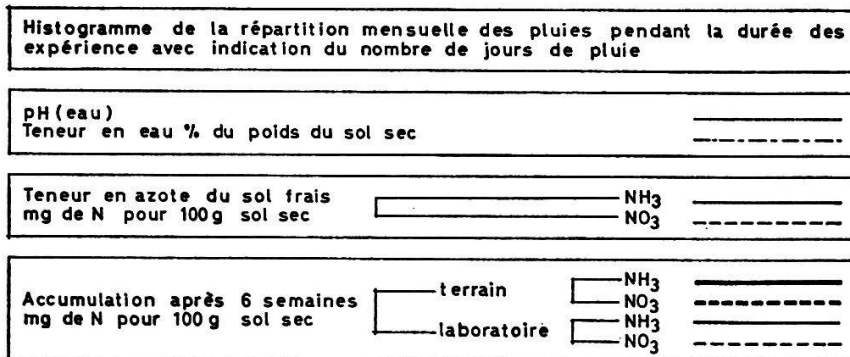 Histogramme de la répartition mensuelle des pluies pendant la durée des
expérience avec indication du nombre de jours de pluie
pH (eau)
Teneur en eau % du poids du sol sec
Teneur en azote du sol frais
mg de N pour 100 g sol sec
NH3
NO3
Accumulation après 6 semaines
mg de N pour 100 g sol sec
terrain
NH3
NO3
laboratoire
NH3
NO3